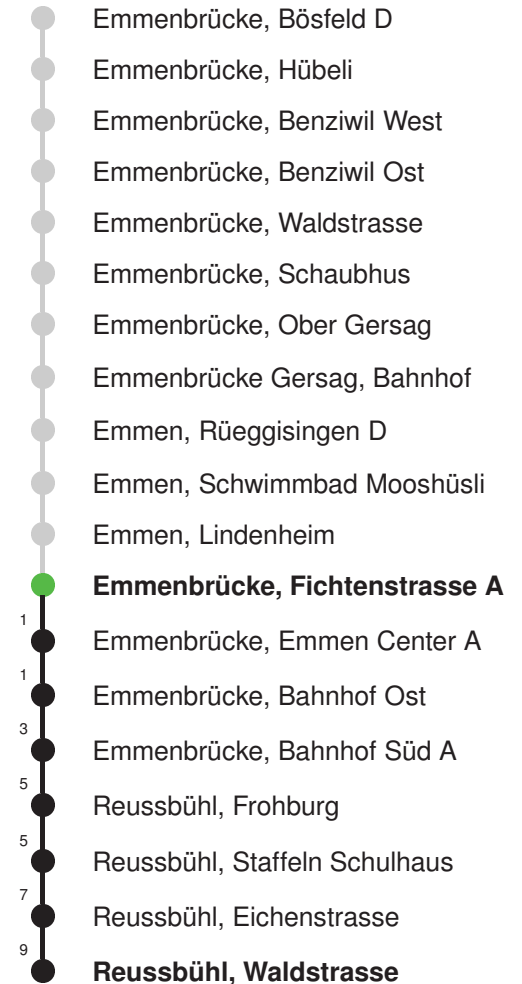 Emmenbrücke, Bösfeld D
Emmenbrücke, Hübeli
Emmenbrücke, Benziwil West
Emmenbrücke, Benziwil Ost
Emmenbrücke, Waldstrasse
Emmenbrücke, Schaubhus
Emmenbrücke, Ober Gersag
Emmenbrücke Gersag, Bahnhof
Emmen, Rüeggisingen D
Emmen, Schwimmbad Mooshüsli
Emmen, Lindenheim
Emmenbrücke, Fichtenstrasse A
1 Emmenbrücke, Emmen Center A
1 Emmenbrücke, Bahnhof Ost
3 Emmenbrücke, Bahnhof Süd A
5 Reussbühl, Frohburg
5 Reussbühl, Staffeln Schulhaus
7 Reussbühl, Eichenstrasse
9 Reussbühl, Waldstrasse